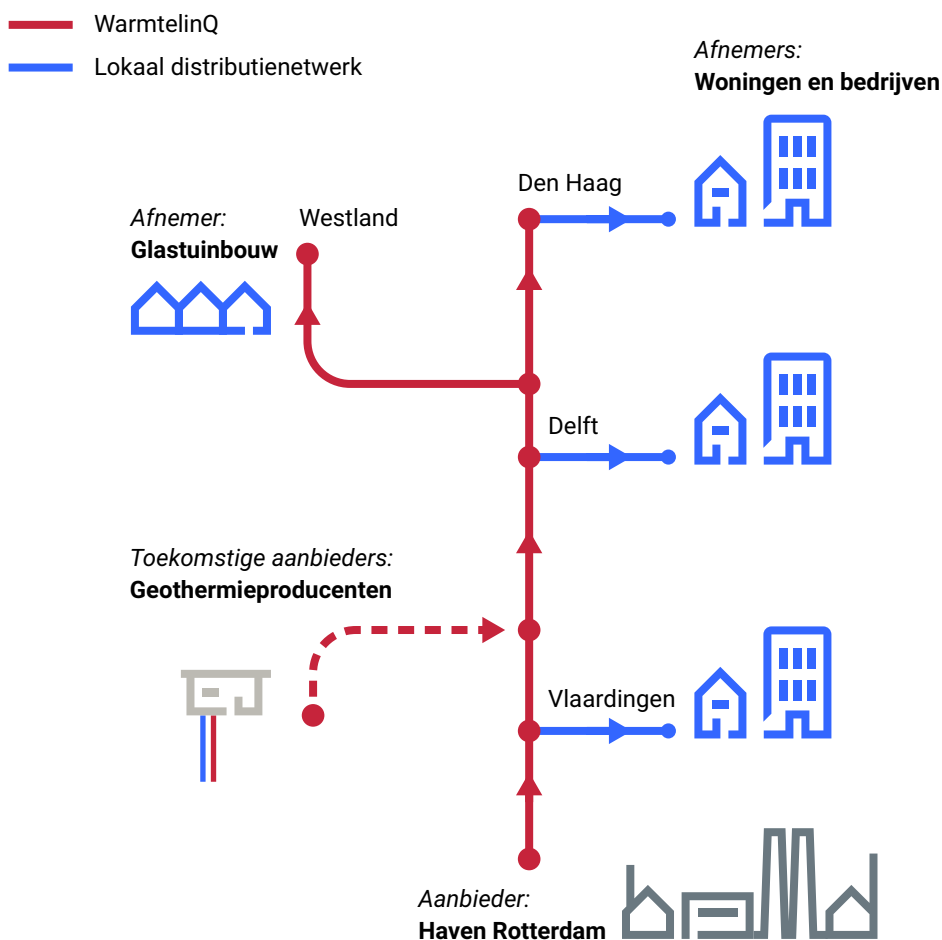 WarmtelinQ
Lokaal distributienetwerk
Afnemers:
Woningen en bedrijven
Den Haag
Afnemer:
Glastuinbouw
Westland
Delft
Toekomstige aanbieders:
Geothermieproducenten
Vlaardingen
Aanbieder:
Haven Rotterdam